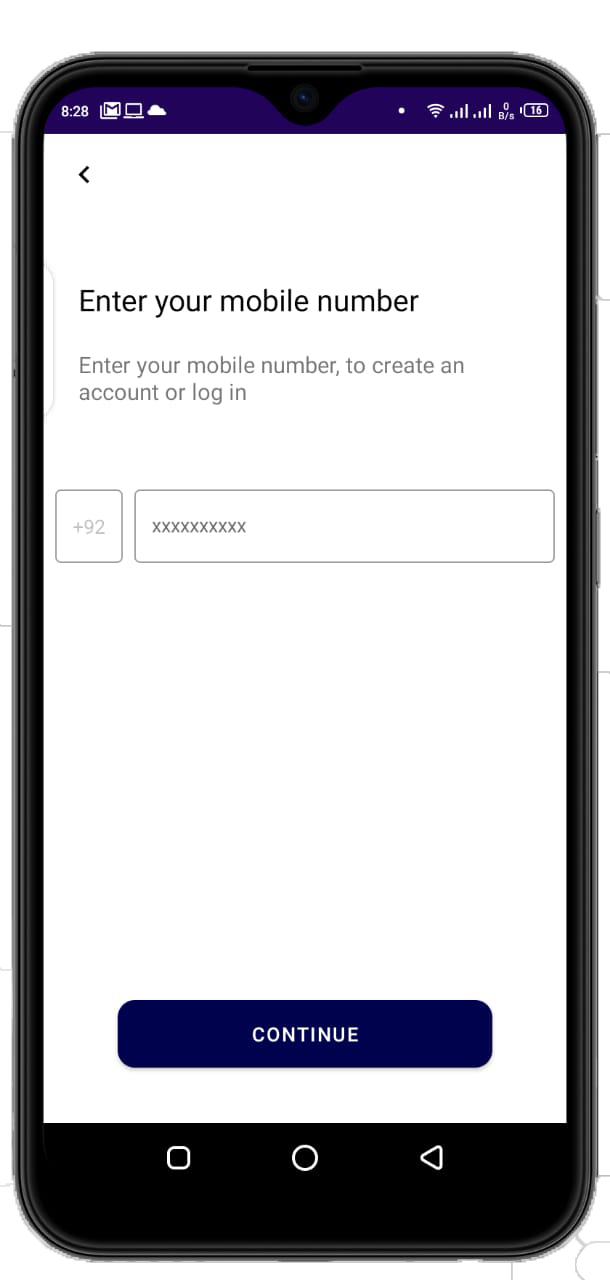 8:28 0 B/s 16
Enter your mobile number
Enter your mobile number, to create an
account or log in
+92 xxxxxxxxxx
CONTINUE